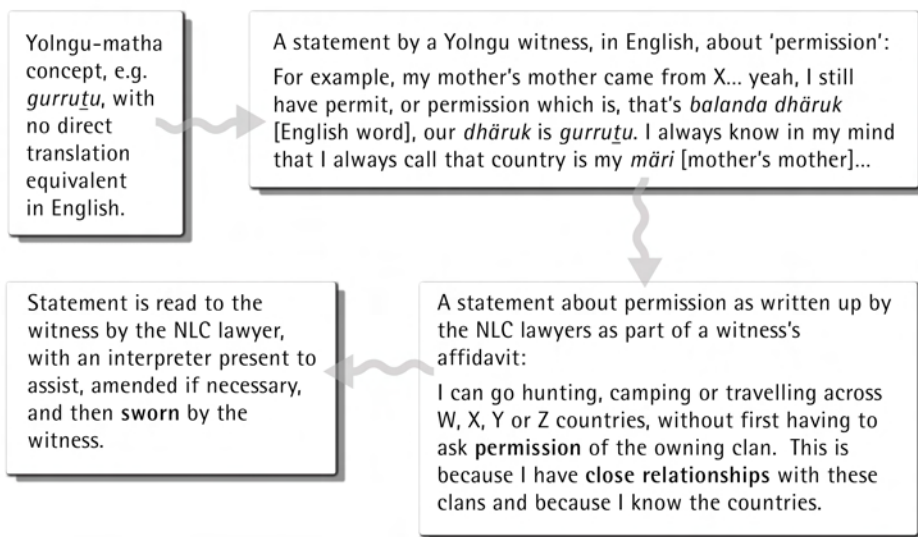 Yolngu-matha
concept, e.g.
gurruṯu, with
no direct
translation
equivalent
in English.
A statement by a Yolngu witness, in English, about ‘permission’:
For example, my mother's mother came from X... yeah, I still
have permit, or permission which is, that's balanda dhäruk
[English word], our dhäruk is gurruṯu. I always know in my mind
that I always call that country is my märi [mother's mother]...
A statement about permission as written up by
the NLC lawyers as part of a witness's
affidavit:
I can go hunting, camping or travelling across
W, X, Y or Z countries, without first having to
ask permission of the owning clan.  This is
because I have close relationships with these
clans and because I know the countries.
Statement is read to the
witness by the NLC lawyer,
with an interpreter present to
assist, amended if necessary,
and then sworn by the
witness.